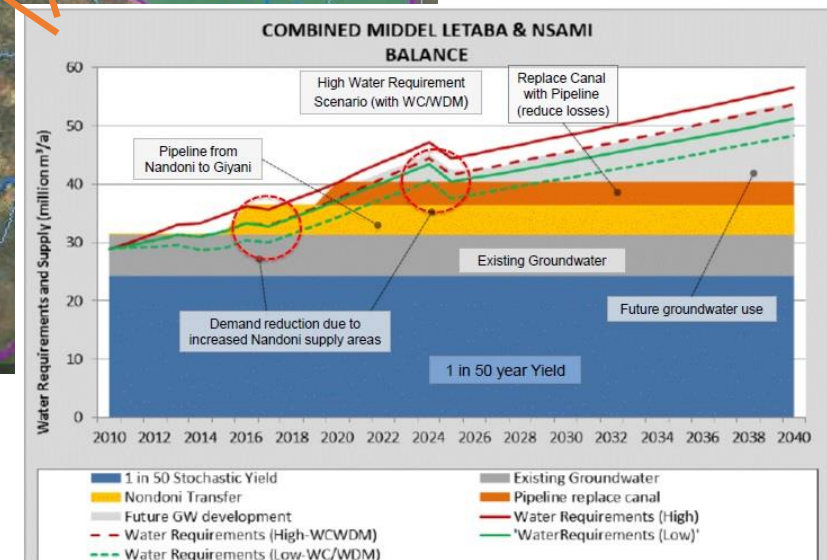 COMBINED MIDDEL LETABA & NSAMI
BALANCE
Water Requirements and Supply (million m³/a)
60
50
40
30
20
10
0
High Water Requirement
Scenario (with WC/WDM)
Replace Canal
with Pipeline
(reduce losses)
Pipeline from
Nandoni to Giyani
Existing Groundwater
Demand reduction due to
increased Nandoni supply areas
Future groundwater use
1 in 50 year Yield
2010 2012 2014 2016 2018 2020 2022 2024 2026 2028 2030 2032 2034 2036 2038 2040
1 in 50 Stochastic Yield
Existing Groundwater
Nondoni Transfer
Pipeline replace canal
Future GW development
Water Requirements (High)
Water Requirements (High-WCWDM)
'WaterRequirements (Low)'
Water Requirements (Low-WC/WDM)